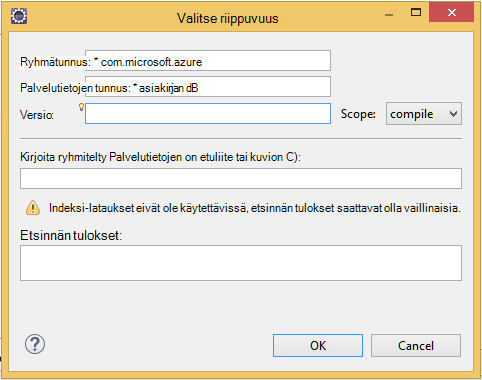 Valitse riippuvuus
Ryhmätunnus: * com.microsoft.azure
Palvelutietojen tunnus: * asiakirjan dB
Versio: Scope: compile
Kirjoita ryhmitelty Palvelutietojen on etuliite tai kuvion C):
Indeksi-lataukset eivät ole käytettävissä, etsinnän tulokset saattavat olla vaillinaisia.
Etsinnän tulokset:
? OK Cancel